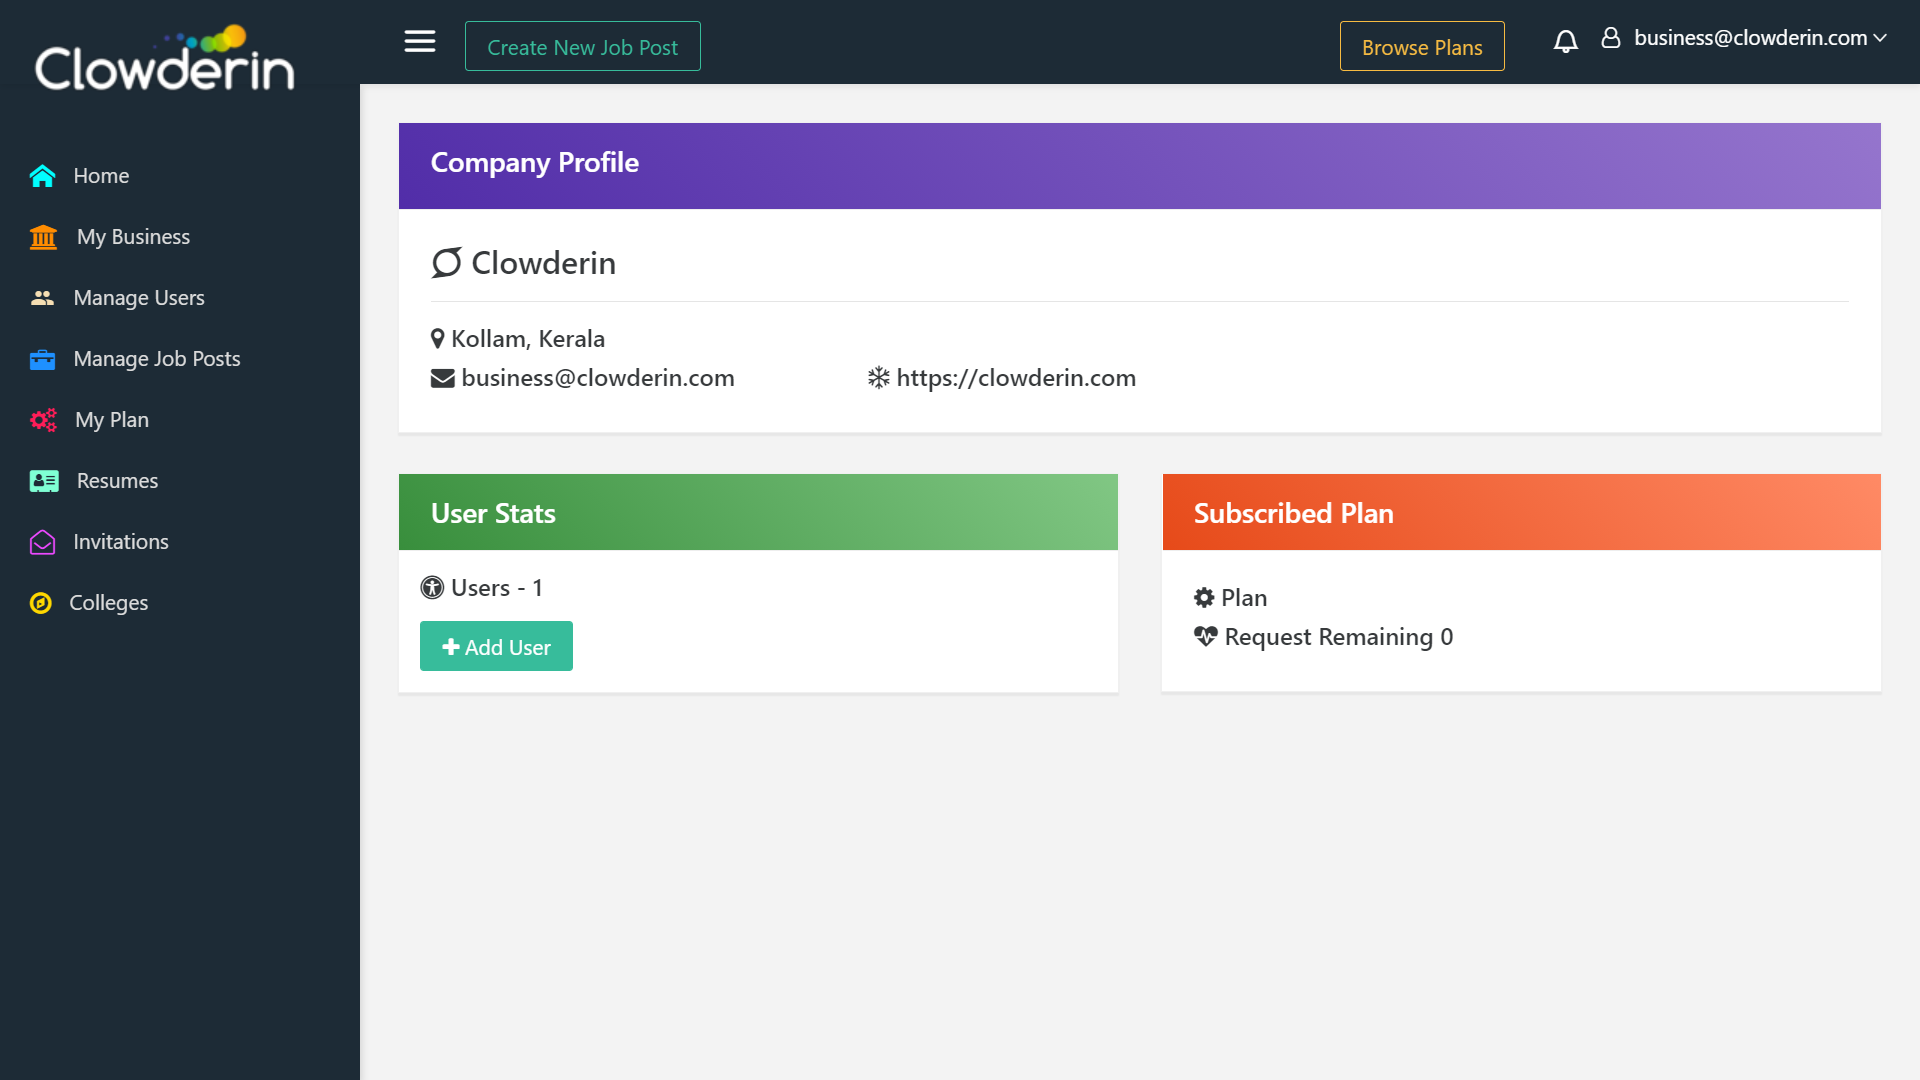 Clowderin
Create New Job Post
Browse Plans
business@clowderin.com
Home
My Business
Manage Users
Manage Job Posts
My Plan
Resumes
Invitations
Colleges
Company Profile
Clowderin
Kollam, Kerala
business@clowderin.com
https://clowderin.com
User Stats
Users - 1
Add User
Subscribed Plan
Plan
Request Remaining 0